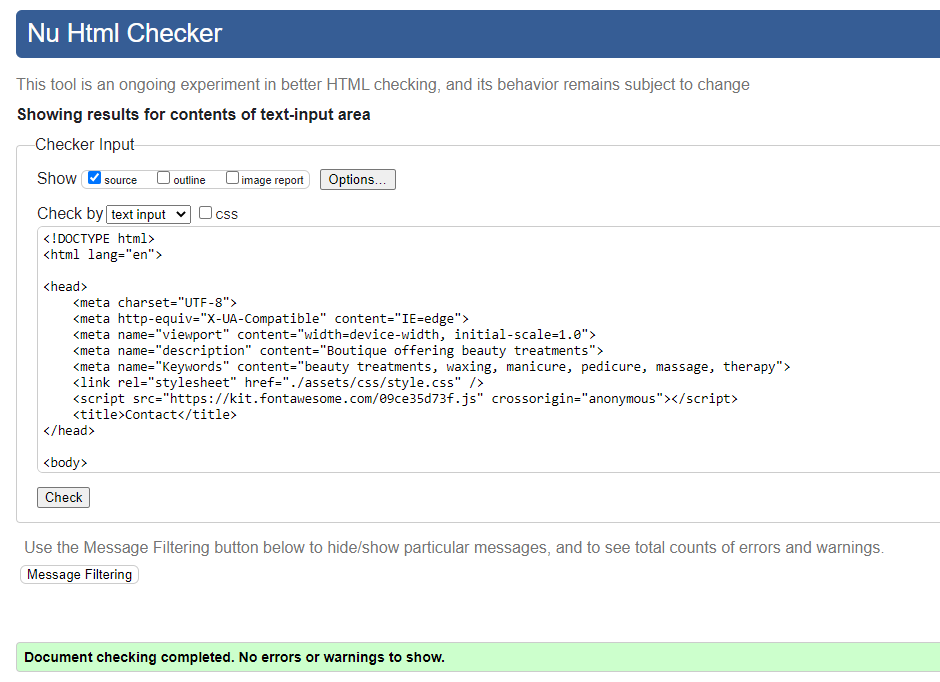 Nu Html Checker
This tool is an ongoing experiment in better HTML checking, and its behavior remains subject to change
Showing results for contents of text-input area
Checker Input
Show source outline image report Options...
Check by text input css
<!DOCTYPE html>
<html lang="en">
<head>
    <meta charset="UTF-8">
    <meta http-equiv="X-UA-Compatible" content="IE=edge">
    <meta name="viewport" content="width=device-width, initial-scale=1.0">
    <meta name="description" content="Boutique offering beauty treatments">
    <meta name="Keywords" content="beauty treatments, waxing, manicure, pedicure, massage, therapy">
    <link rel="stylesheet" href="./assets/css/style.css" />
    <script src="https://kit.fontawesome.com/09ce35d73f.js" crossorigin="anonymous"></script>
    <title>Contact</title>
</head>
<body>
Check
Use the Message Filtering button below to hide/show particular messages, and to see total counts of errors and warnings.
Message Filtering
Document checking completed. No errors or warnings to show.